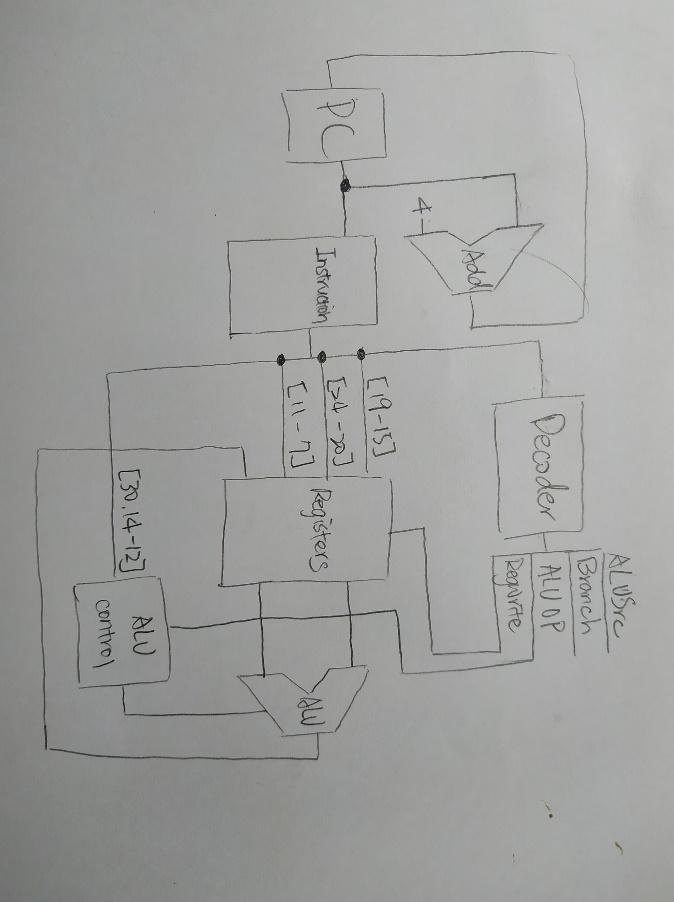 PC
4
Add
Instruction
[19-15]
[24-20]
[11-7]
[30,14-12]
Decoder
ALUSrc
Branch
ALU OP
RegWrite
Registers
ALU
control
ALU